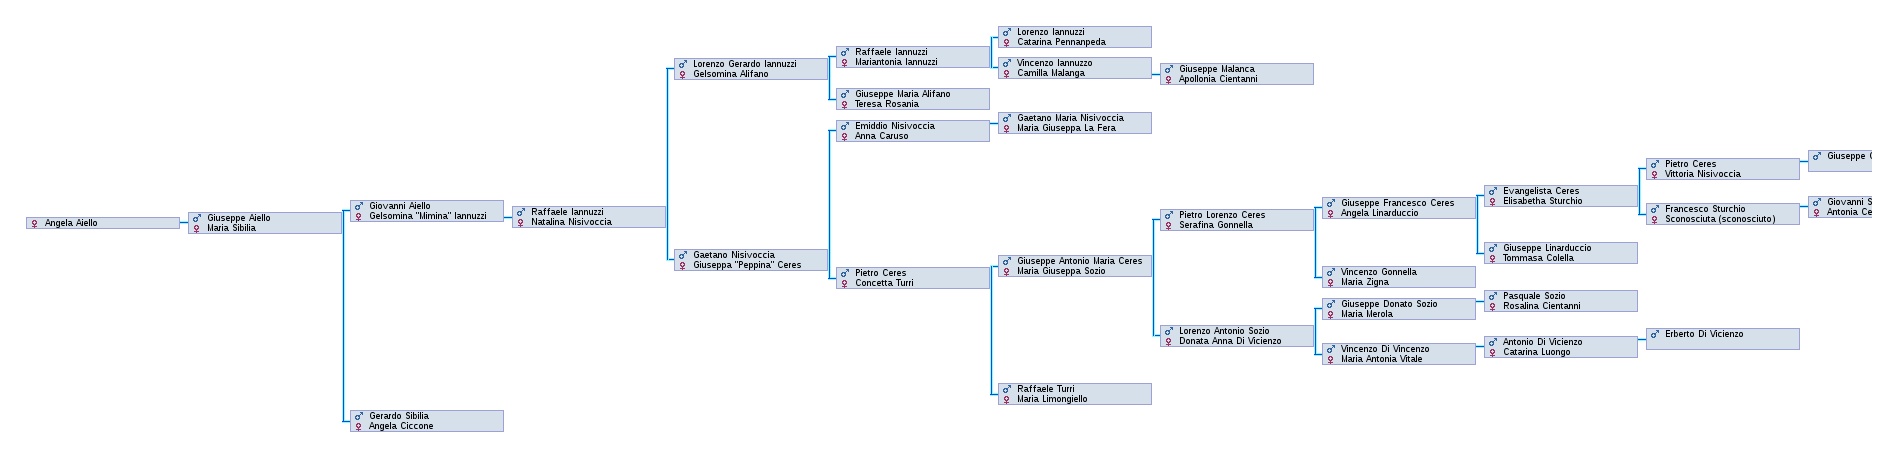 Angela Aiello
Giuseppe Aiello
Maria Sibilia
Giovanni Aiello
Gelsomina "Mimina" Iannuzzi
Gerardo Sibilia
Angela Ciccone
Raffaele Iannuzzi
Natalina Nisivoccia
Lorenzo Gerardo Iannuzzi
Gelsomina Alifano
Gaetano Nisivoccia
Giuseppa "Peppina" Ceres
Raffaele Iannuzzi
Mariantonia Iannuzzi
Giuseppe Maria Alifano
Teresa Rosania
Emiddio Nisivoccia
Anna Caruso
Pietro Ceres
Concetta Turri
Lorenzo Iannuzzi
Catarina Pennanpeda
Vincenzo Iannuzzo
Camilla Malanga
Gaetano Maria Nisivoccia
Maria Giuseppa La Fera
Giuseppe Antonio Maria Ceres
Maria Giuseppa Sozio
Raffaele Turri
Maria Limongiello
Giuseppe Malanca
Apollonia Cientanni
Pietro Lorenzo Ceres
Serafina Gonnella
Lorenzo Antonio Sozio
Donata Anna Di Vicienzo
Giuseppe Francesco Ceres
Angela Linarduccio
Vincenzo Gonnella
Maria Zigna
Giuseppe Donato Sozio
Maria Merola
Vincenzo Di Vincenzo
Maria Antonia Vitale
Evangelista Ceres
Elisabetha Sturchio
Giuseppe Linarduccio
Tommasa Colella
Pasquale Sozio
Rosalina Cientanni
Antonio Di Vicienzo
Catarina Luongo
Pietro Ceres
Vittoria Nisivoccia
Francesco Sturchio
Sconosciuta (sconosciuto)
Erberto Di Vicienzo
Giuseppe
Giovanni
Antonia